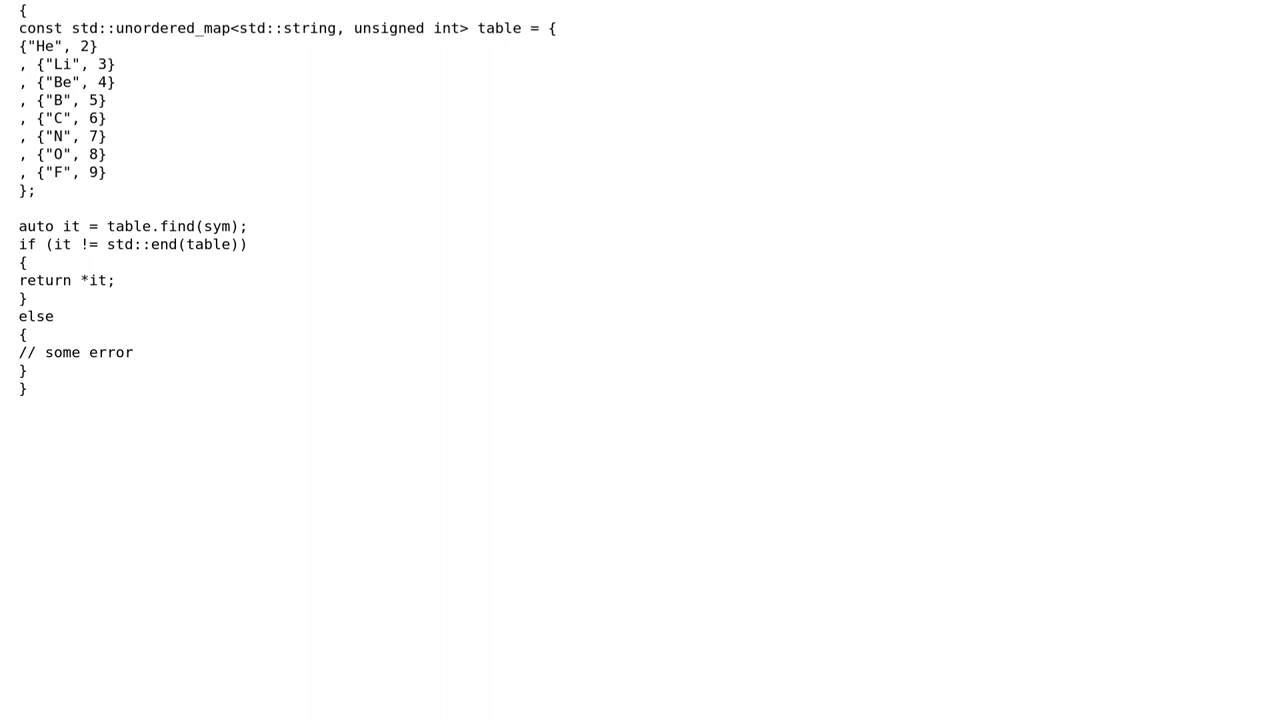 {
const std::unordered_map<std::string, unsigned int> table = {
{"He", 2}
, {"Li", 3}
, {"Be", 4}
, {"B", 5}
, {"C", 6}
, {"N", 7}
, {"O", 8}
, {"F", 9}
};

auto it = table.find(sym);
if (it != std::end(table))
{
return *it;
}
else
{
// some error
}
}